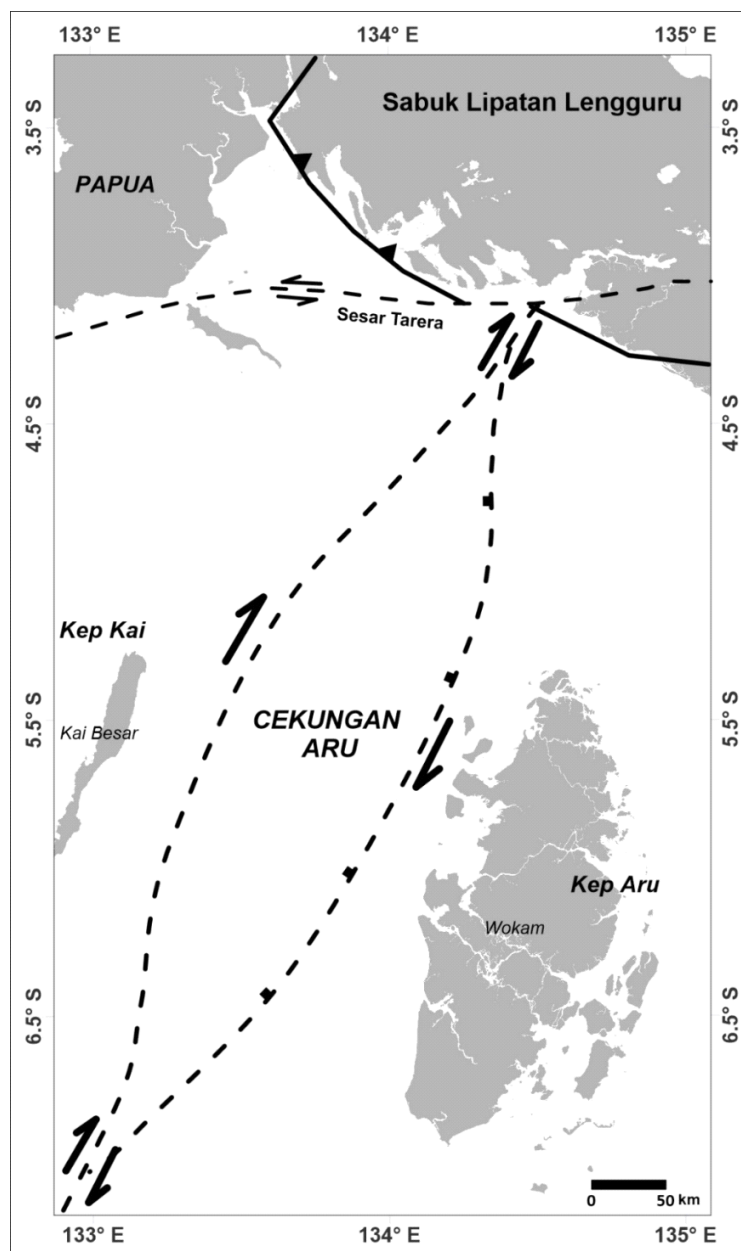 133° E
134° E
135° E
Sabuk Lipatan Lengguru
3.5° S
3.5° S
PAPUA
Sesar Tarera
4.5° S
4.5° S
Kep Kai
Kai Besar
CEKUNGAN
ARU
5.5° S
5.5° S
Kep Aru
Wokam
6.5° S
6.5° S
0
50 km
133° E
134° E
135° E